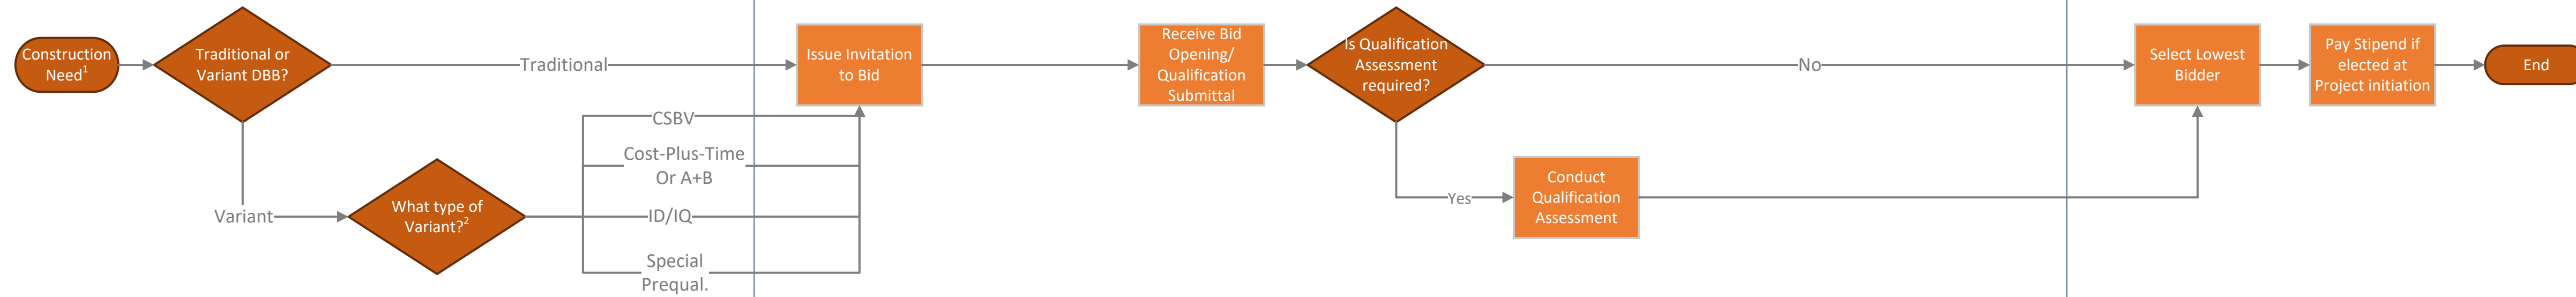 Construction
Need1
Traditional or
Variant DBB?
Traditional
Variant
What type of
Variant?2
CSBV
Cost-Plus-Time
Or A+B
ID/IQ
Special
Prequal.
Issue Invitation
to Bid
Receive Bid
Opening/
Qualification
Submittal
Is Qualification
Assessment
required?
No
Yes
Conduct
Qualification
Assessment
Select Lowest
Bidder
Pay Stipend if
elected at
Project initiation
End